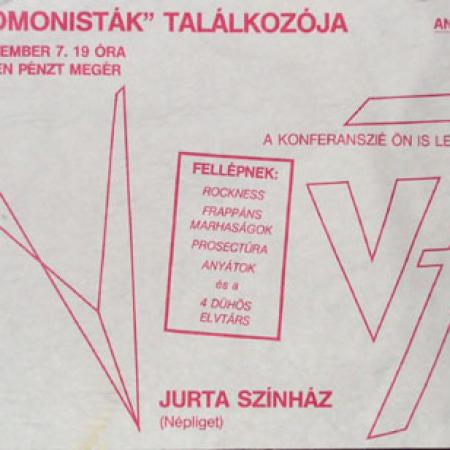 OMONISTÁK" TALÁLKOZÓJA
EMBER 7. 19 ÓRA
EN PÉNZT MEGÉR
AN
A KONFERANSZIÉ ÖN IS LE
FELLÉPNEK:
ROCKNESS
FRAPPÁNS
MARHASÁGOK
PROSECTÚRA
ANYÁTOK
és a
4 DÜHÖS
ELVTÁRS
JURTA SZÍNHÁZ
(Népliget)